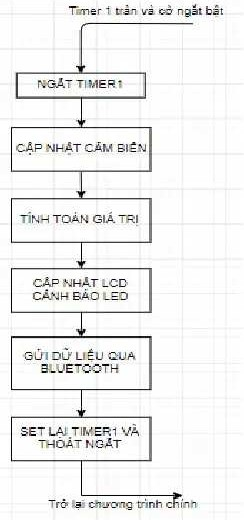 Timer 1 tràn và cờ ngắt bật
NGẮT TIMER1
CẬP NHẬT CẢM BIẾN
TÍNH TOÁN GIÁ TRỊ
CẬP NHẬT LCD
CẢNH BÁO LED
GỬI DỮ LIỆU QUA
BLUETOOTH
SET LẠI TIMER1 VÀ
THOÁT NGẮT
Trở lại chương trình chính